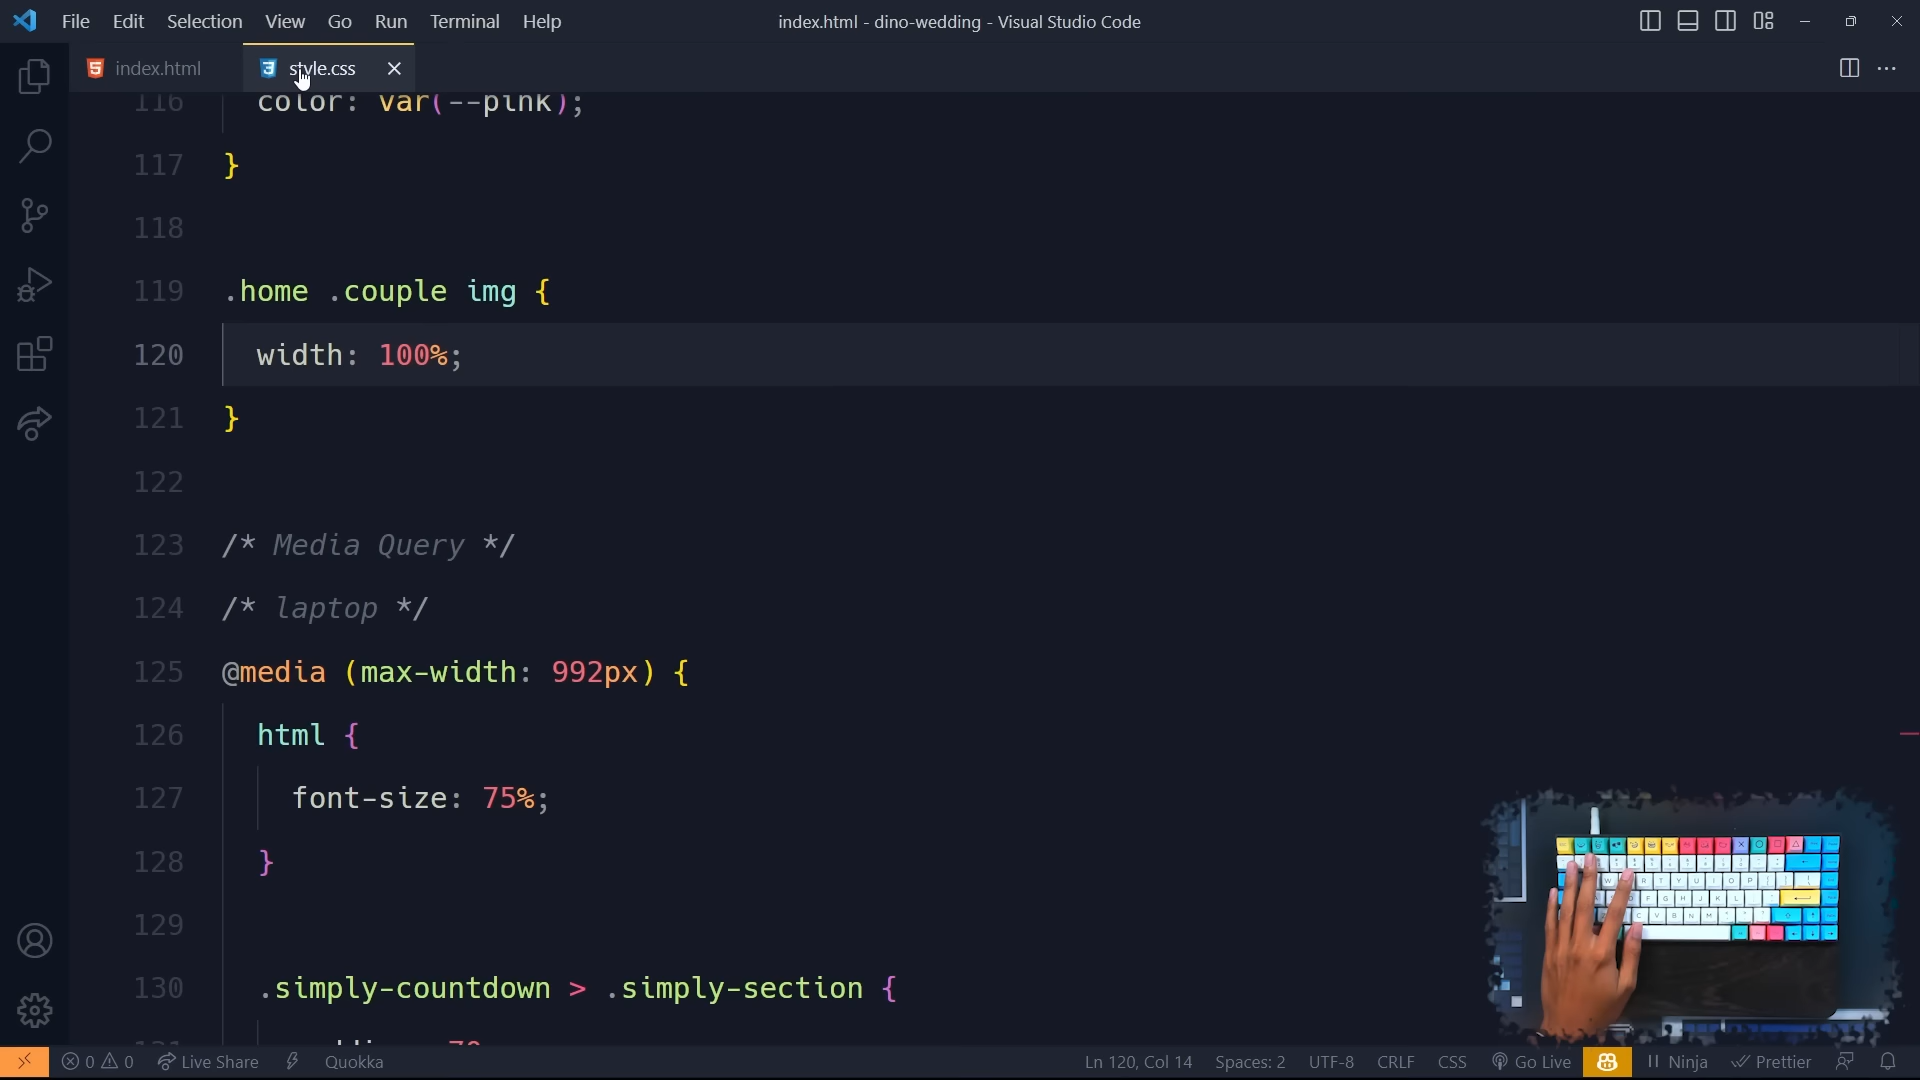 File Edit Selection View Go Run Terminal Help
index.html - dino-wedding - Visual Studio Code
index.html
style.css
116 color: var(--pink);
117 }
118
119 .home .couple img {
120 width: 100%;
121 }
122
123 /* Media Query */
124 /* laptop */
125 @media (max-width: 992px) {
126 html {
127 font-size: 75%;
128 }
129
130 .simply-countdown > .simply-section {
0 0 Live Share Quokka Ln 120, Col 14 Spaces: 2 UTF-8 CRLF CSS Go Live Ninja Prettier